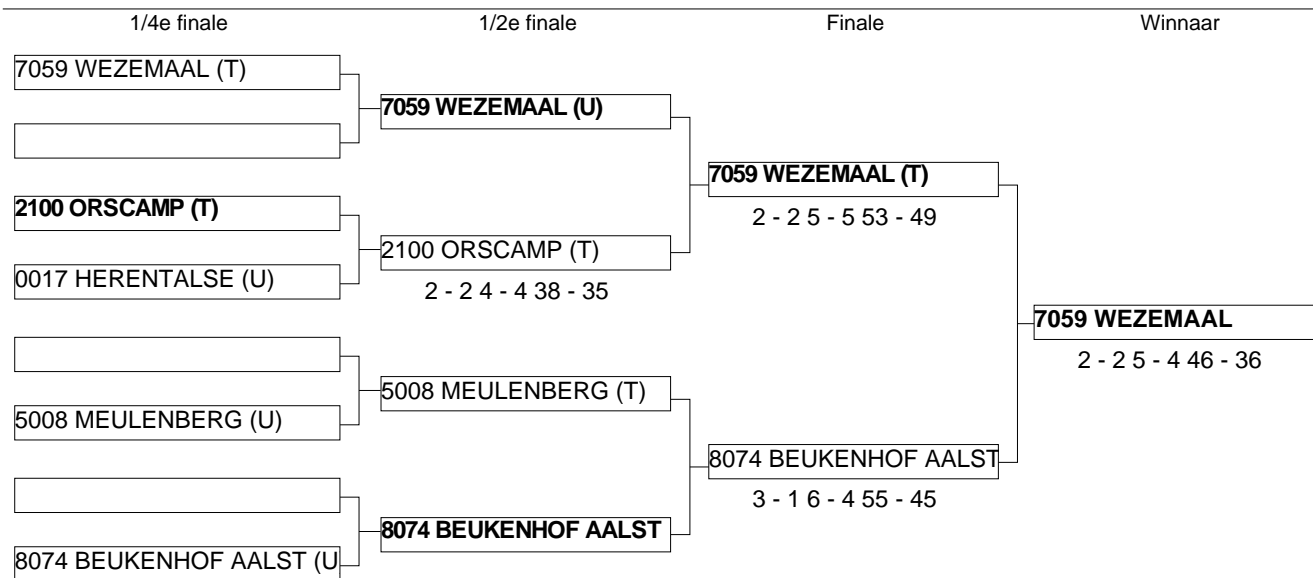 1/4e finale 1/2e finale Finale Winnaar
7059 WEZEMAAL (T)
7059 WEZEMAAL (U)
7059 WEZEMAAL (T)
2100 ORSCAMP (T)
2 - 2 5 - 5 53 - 49
2100 ORSCAMP (T)
0017 HERENTALSE (U)
2 - 2 4 - 4 38 - 35
7059 WEZEMAAL
2 - 2 5 - 4 46 - 36
5008 MEULENBERG (T)
5008 MEULENBERG (U)
8074 BEUKENHOF AALST
3 - 1 6 - 4 55 - 45
8074 BEUKENHOF AALST
8074 BEUKENHOF AALST (U